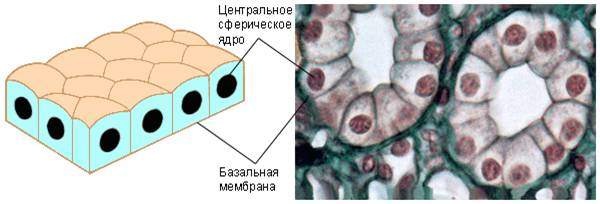 Центральное
сферическое
ядро
Базальная
мембрана